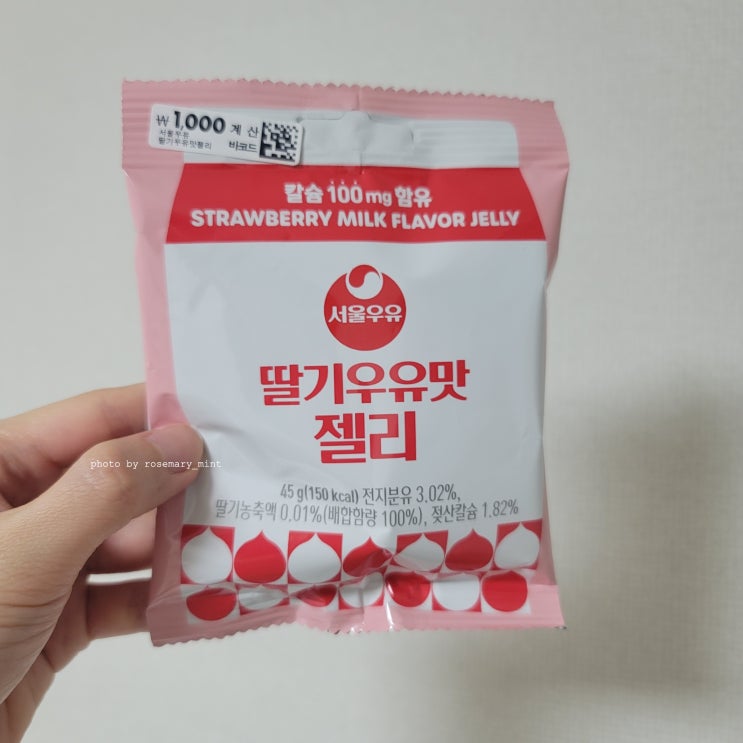 ₩1,000 계산
서울우유
딸기우유맛젤리 바코드
칼슘 100mg 함유
STRAWBERRY MILK FLAVOR JELLY
서울우유
딸기우유맛
젤리
photo by rosemary_mint
45 g(150 kcal) 전지분유 3.02%,
딸기농축액 0.01%(배합함량 100%), 젖산칼슘 1.82%